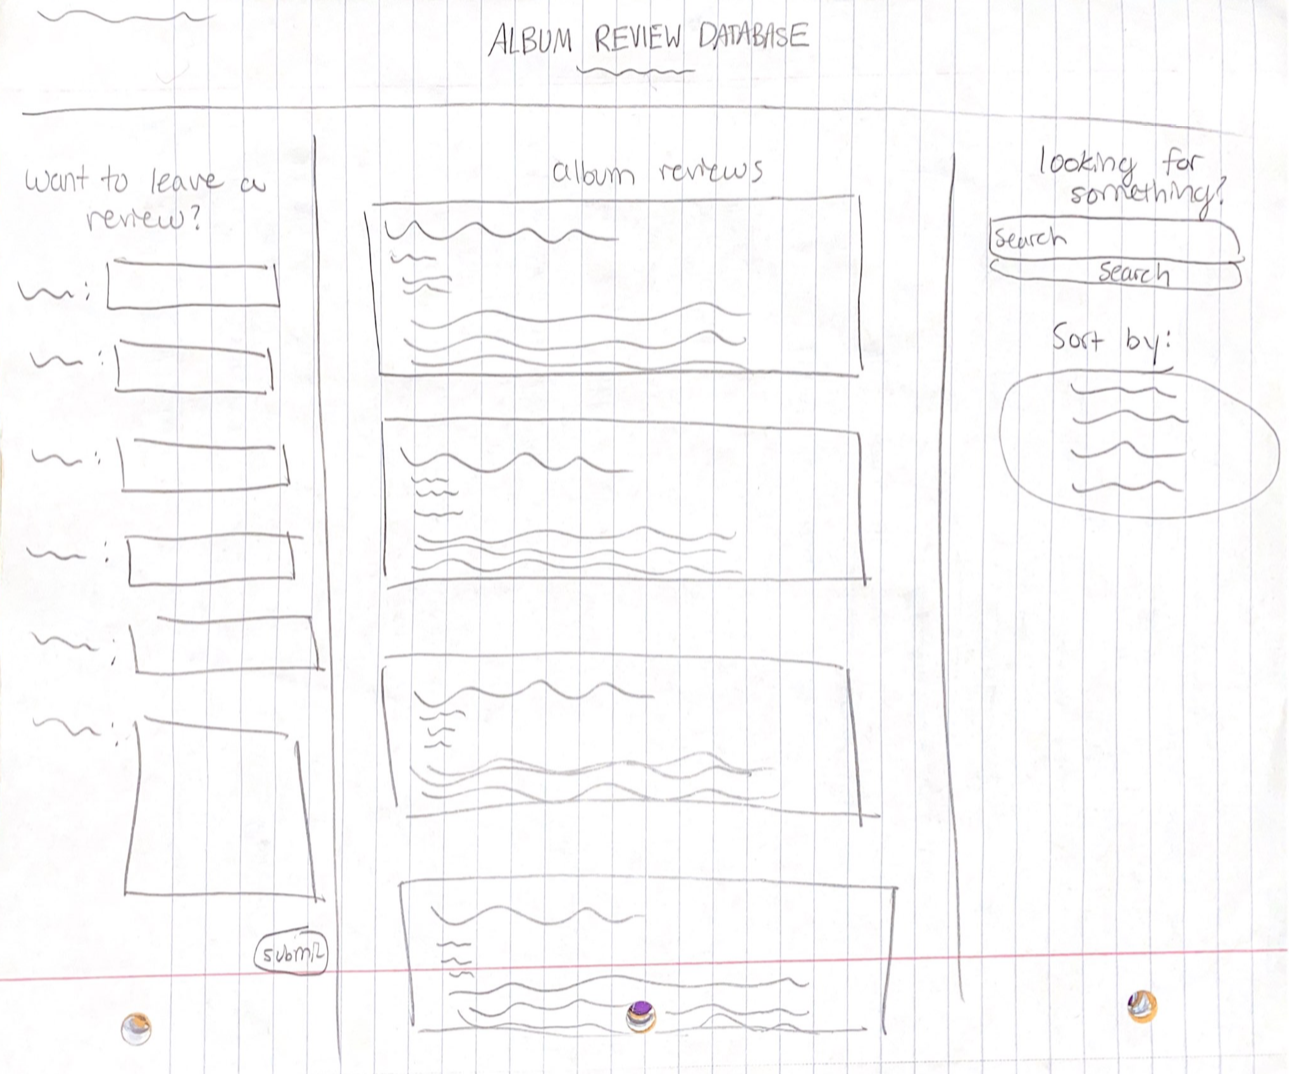 ALBUM REVIEW DATABASE
want to leave a
review?
album reviews
looking for
something?
Search
Search
Sort by:
submit